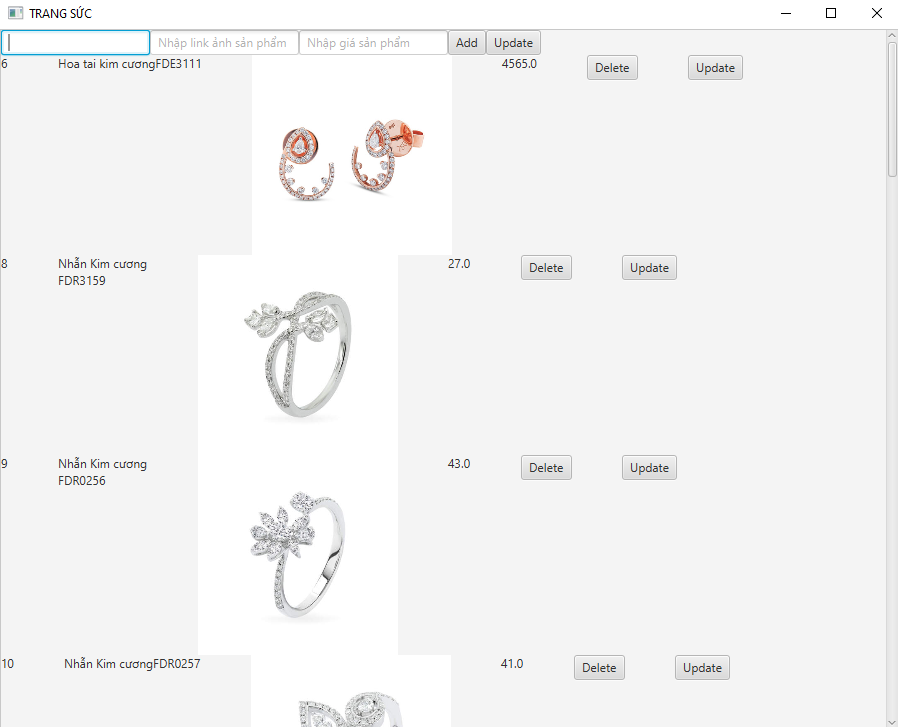 TRANG SỨC
Nhập link ảnh sản phẩm Nhập giá sản phẩm Add Update
6 Hoa tai kim cươngFDE3111 4565.0 Delete Update
8 Nhẫn Kim cương 27.0 Delete Update
FDR3159
9 Nhẫn Kim cương 43.0 Delete Update
FDR0256
10 Nhẫn Kim cươngFDR0257 41.0 Delete Update